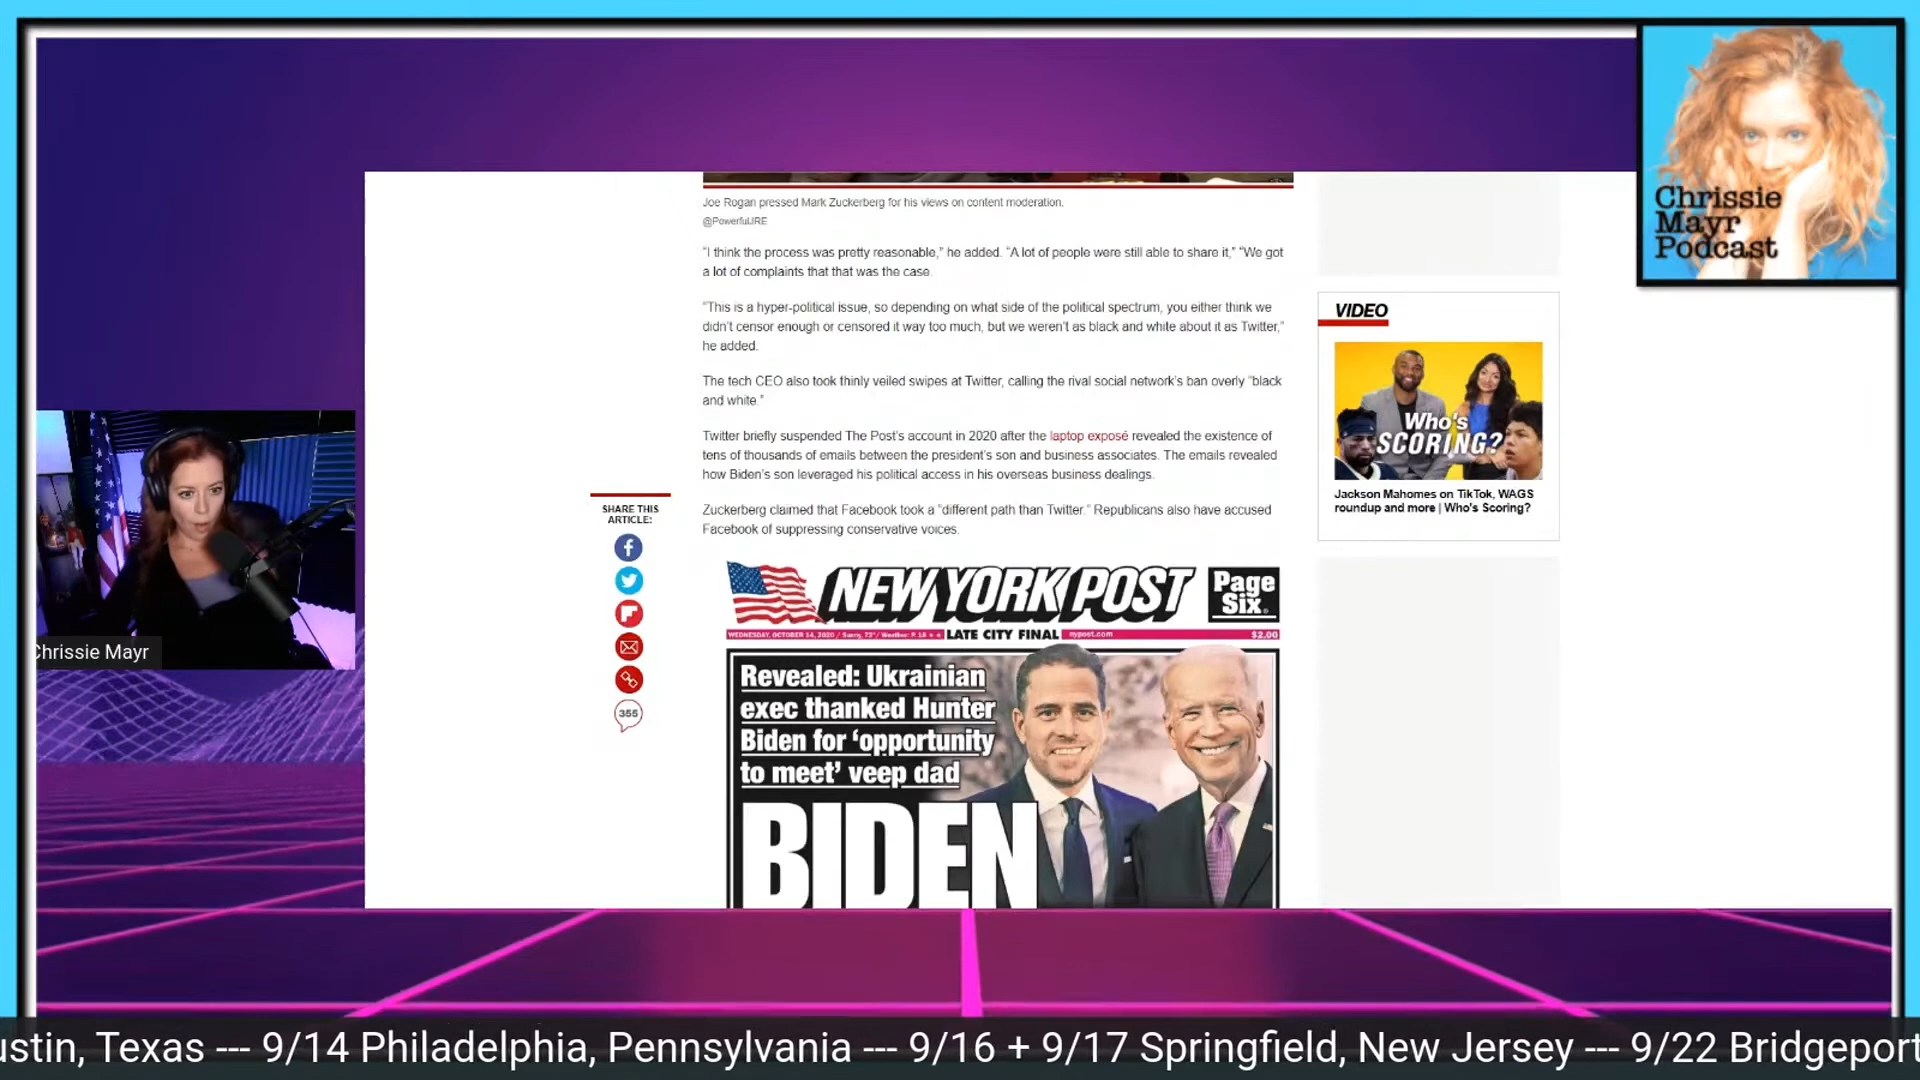 Chrissie
Mayr
Podcast
Joe Rogan pressed Mark Zuckerberg for his views on content moderation.
@PowerfulJRE
“I think the process was pretty reasonable,” he added. “A lot of people were still able to share it,” “We got
a lot of complaints that that was the case.
“This is a hyper-political issue, so depending on what side of the political spectrum, you either think we
didn’t censor enough or censored it way too much, but we weren’t as black and white about it as Twitter,”
he added.
The tech CEO also took thinly veiled swipes at Twitter, calling the rival social network’s ban overly “black
and white.”
Twitter briefly suspended The Post’s account in 2020 after the laptop exposé revealed the existence of
tens of thousands of emails between the president’s son and business associates. The emails revealed
how Biden’s son leveraged his political access in his overseas business dealings.
Zuckerberg claimed that Facebook took a “different path than Twitter.” Republicans also have accused
Facebook of suppressing conservative voices.
SHARE THIS
ARTICLE:
355
VIDEO
Who's
SCORING?
Jackson Mahomes on TikTok, WAGS
roundup and more | Who's Scoring?
NEW YORK POST
Page
Six
WEDNESDAY, OCTOBER 14, 2020 / Sunny, 72° / Weather: P. 18 ★★ LATE CITY FINAL nypost.com $2.00
Revealed: Ukrainian
exec thanked Hunter
Biden for ‘opportunity
to meet’ veep dad
BIDEN
Chrissie Mayr
ustin, Texas --- 9/14 Philadelphia, Pennsylvania --- 9/16 + 9/17 Springfield, New Jersey --- 9/22 Bridgeport